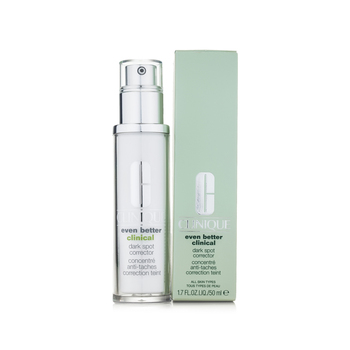 even better
clinical
dark spot
corrector
concentré
anti-taches
correction teint
CLINIQUE
even better
clinical
dark spot
corrector
concentré
anti-taches
correction teint
ALL SKIN TYPES
TOUS TYPES DE PEAU
1.7 FL.OZ.LIQ./50 ml e